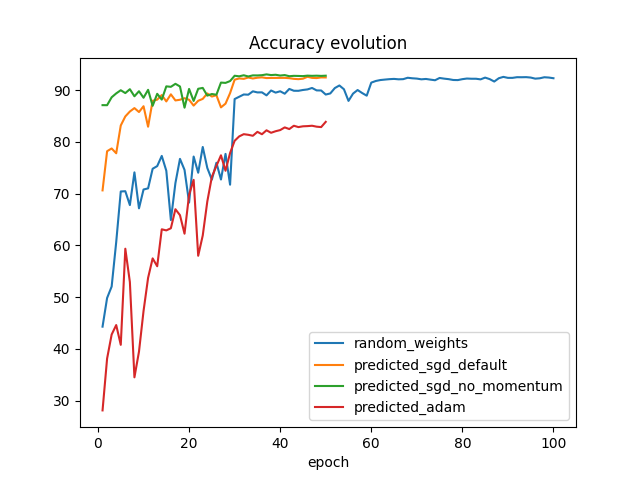 Accuracy evolution
90
80
70
60
50
40
30
0
20
40
60
80
100
epoch
random_weights
predicted_sgd_default
predicted_sgd_no_momentum
predicted_adam